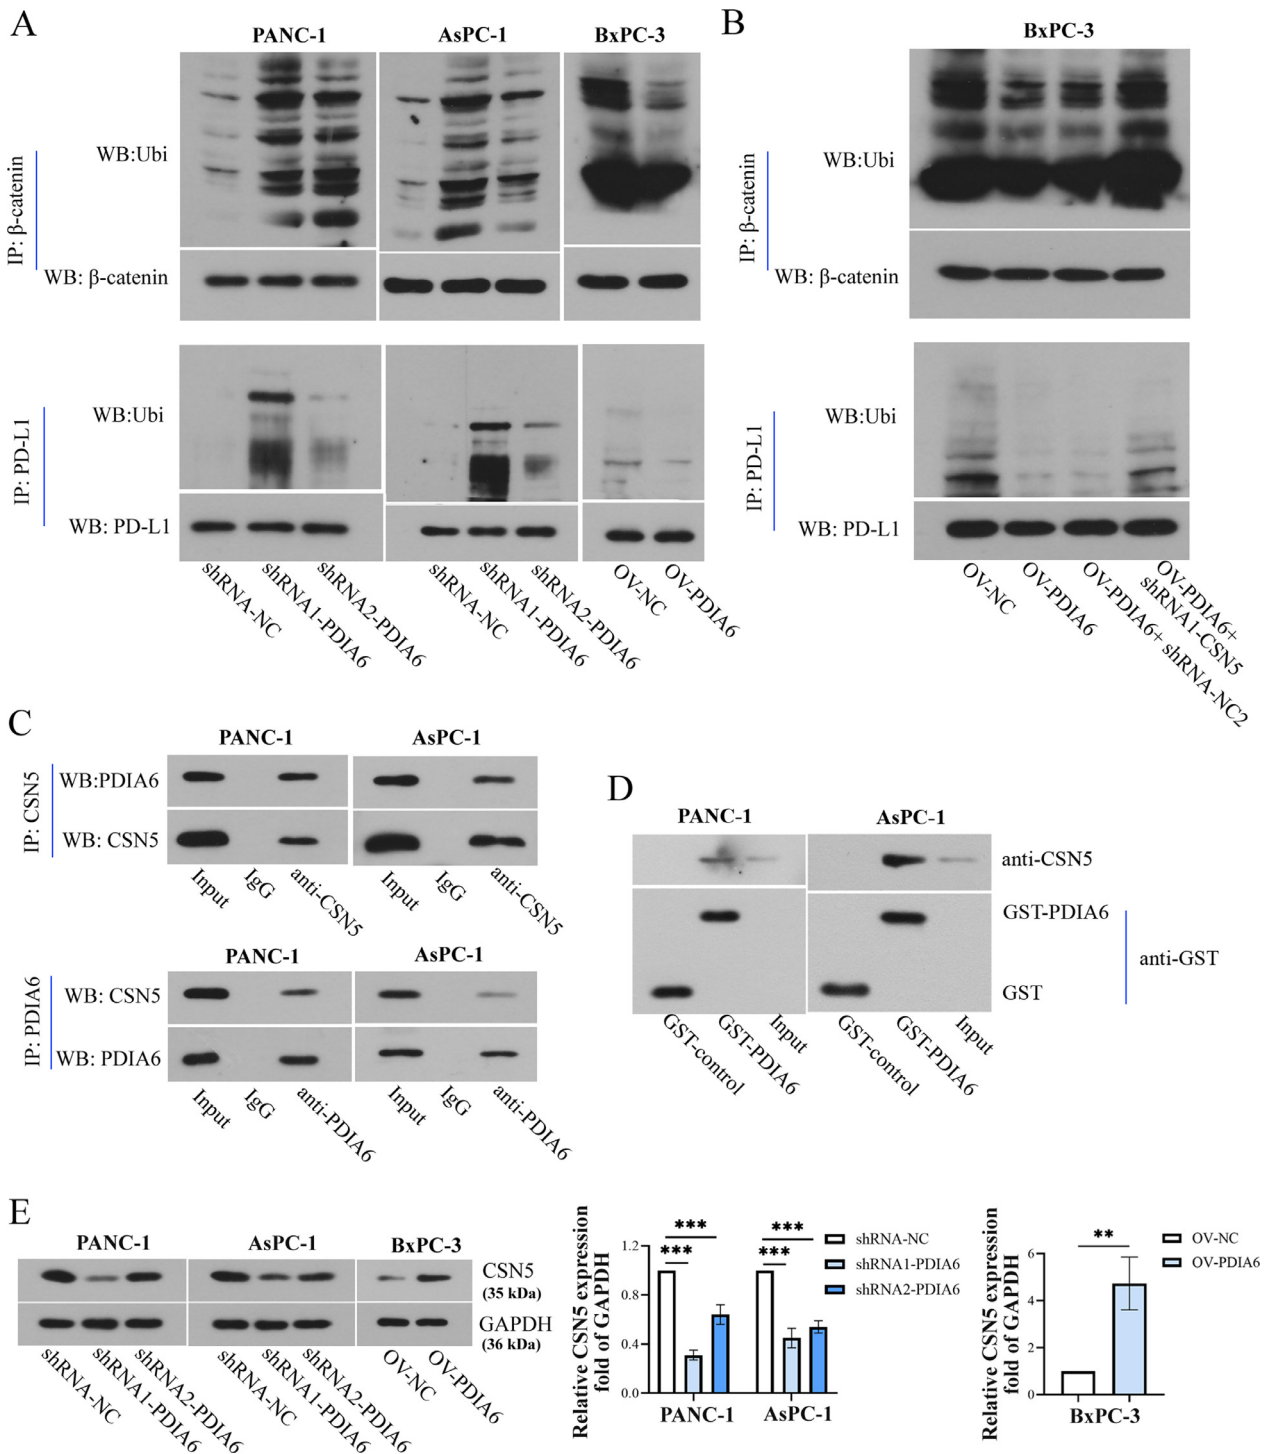 A
PANC-1 AsPC-1 BxPC-3
IP: β-catenin
WB:Ubi
WB: β-catenin
IP: PD-L1
WB:Ubi
WB: PD-L1
shRNA-NC
shRNA1-PDIA6
shRNA2-PDIA6
shRNA-NC
shRNA1-PDIA6
shRNA2-PDIA6
OV-NC
OV-PDIA6
B
BxPC-3
IP: β-catenin
WB:Ubi
WB: β-catenin
IP: PD-L1
WB:Ubi
WB: PD-L1
OV-NC
OV-PDIA6
OV-PDIA6+ shRNA-NC2
OV-PDIA6+
shRNA1-CSN5
C
PANC-1 AsPC-1
IP: CSN5
WB:PDIA6
WB: CSN5
Input
IgG
anti-CSN5
Input
IgG
anti-CSN5
PANC-1 AsPC-1
IP: PDIA6
WB: CSN5
WB: PDIA6
Input
IgG
anti-PDIA6
Input
IgG
anti-PDIA6
D
PANC-1 AsPC-1
anti-CSN5
GST-PDIA6
anti-GST
GST
GST-control
GST-PDIA6
Input
GST-control
GST-PDIA6
Input
E
PANC-1 AsPC-1 BxPC-3
CSN5
(35 kDa)
GAPDH
(36 kDa)
shRNA-NC
shRNA1-PDIA6
shRNA2-PDIA6
shRNA-NC
shRNA1-PDIA6
shRNA2-PDIA6
OV-NC
OV-PDIA6
Relative CSN5 expression
fold of GAPDH
1.2
0.8
0.4
0.0
*** ***
*** ***
PANC-1 AsPC-1
shRNA-NC
shRNA1-PDIA6
shRNA2-PDIA6
Relative CSN5 expression
fold of GAPDH
6
4
2
0
**
BxPC-3
OV-NC
OV-PDIA6